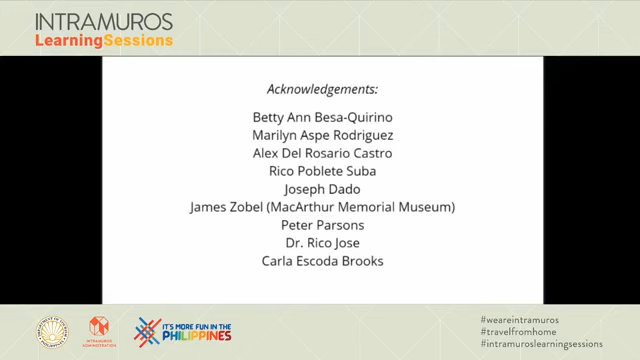 INTRAMUROS
LearningSessions
Acknowledgements:
Betty Ann Besa-Quirino
Marilyn Aspe Rodriguez
Alex Del Rosario Castro
Rico Poblete Suba
Joseph Dado
James Zobel (MacArthur Memorial Museum)
Peter Parsons
Dr. Rico Jose
Carla Escoda Brooks
INTRAMUROS
ADMINISTRATION
IT'S MORE FUN IN THE
PHILIPPINES
#weareintramuros
#travelfromhome
#intramuroslearningsessions